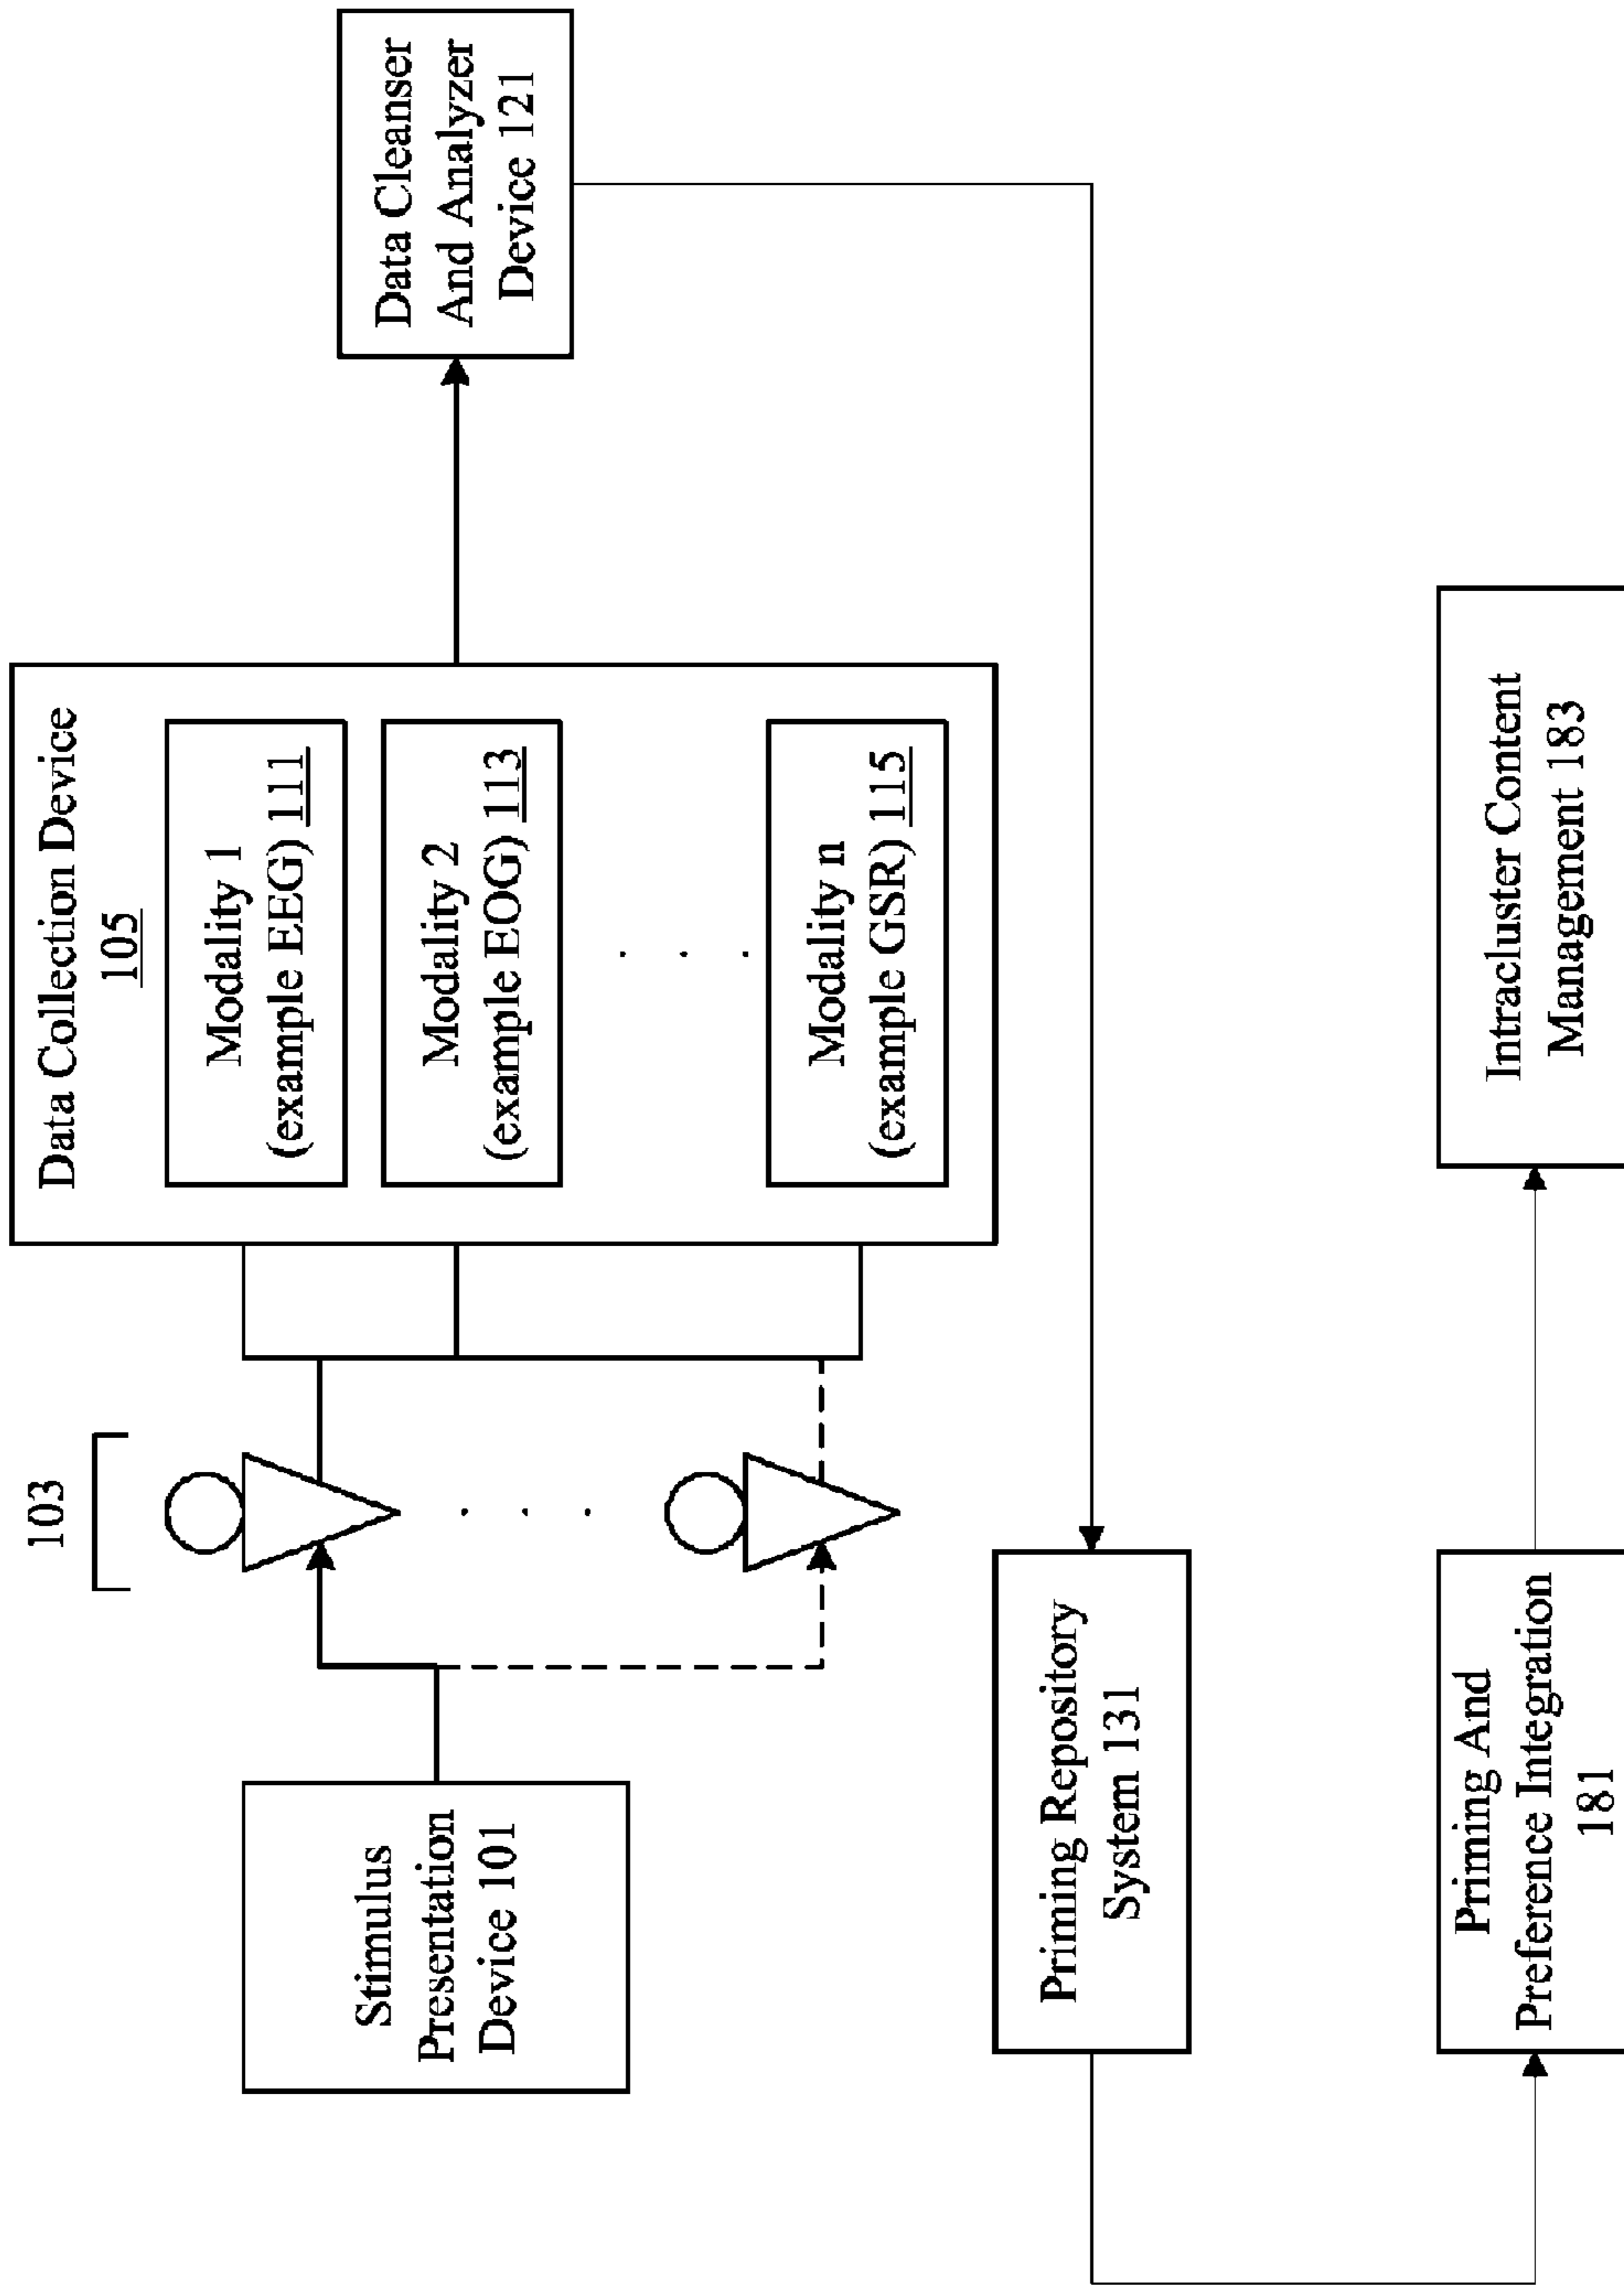 103
Stimulus
Presentation
Device 101
Data Collection Device
105
Modality 1
(example EEG) 111
Modality 2
(example EOG) 113
. . .
Modality n
(example GSR) 115
Data Cleanser
And Analyzer
Device 121
Priming Repository
System 131
Priming And
Preference Integration
181
Intracluster Content
Management 183